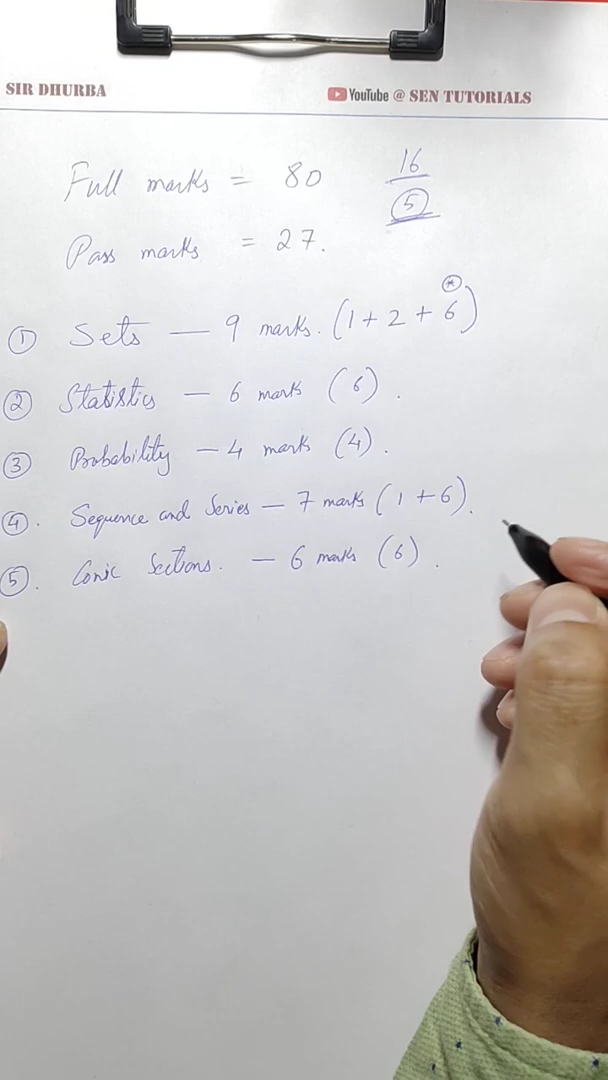 SIR DHURBA
YouTube @ SEN TUTORIALS
Full marks = 80
16
5
Pass marks = 27.
① Sets — 9 marks. (1 + 2 + 6)
*
② Statistics — 6 mark (6).
③ Probability — 4 mark (4).
④. Sequence and Series — 7 marks (1 + 6).
⑤. Conic Sections. — 6 marks (6).